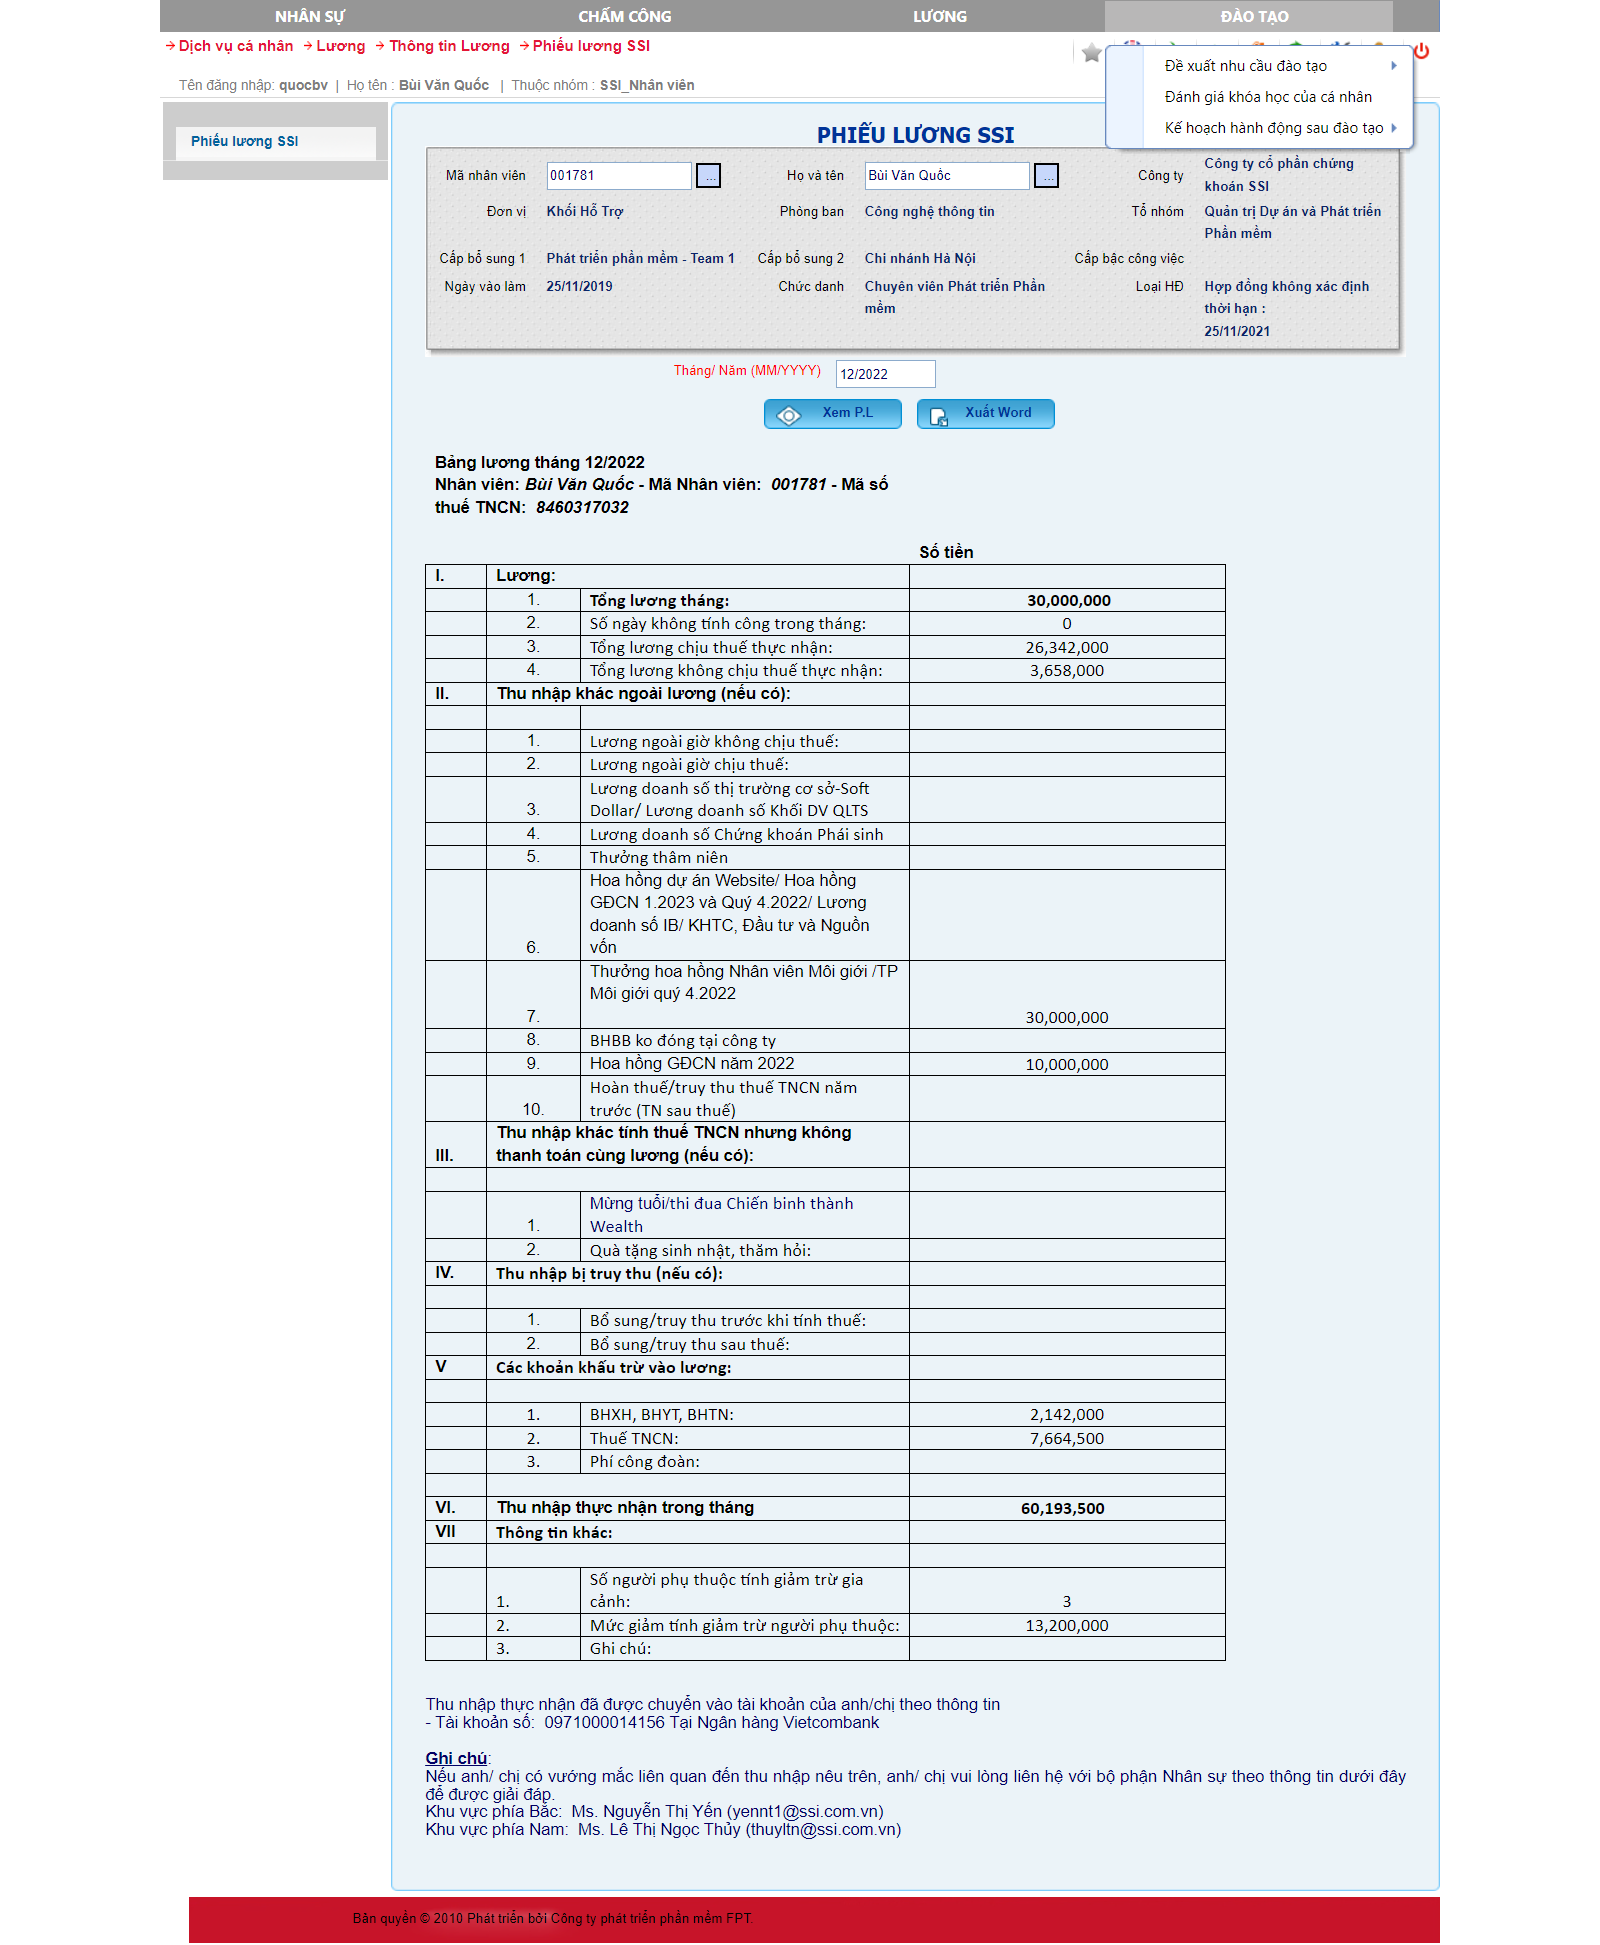 NHÂN SỰ CHẤM CÔNG LƯƠNG ĐÀO TẠO
Dịch vụ cá nhân Lương Thông tin Lương Phiếu lương SSI
Đề xuất nhu cầu đào tạo
Đánh giá khóa học của cá nhân
Kế hoạch hành động sau đào tạo
Tên đăng nhập: quocbv | Họ tên : Bùi Văn Quốc | Thuộc nhóm : SSI_Nhân viên
Phiếu lương SSI
PHIẾU LƯƠNG SSI
Mã nhân viên 001781 ... Họ và tên Bùi Văn Quốc ... Công ty Công ty cổ phần chứng
khoán SSI
Đơn vị Khối Hỗ Trợ Phòng ban Công nghệ thông tin Tổ nhóm Quản trị Dự án và Phát triển
Phần mềm
Cấp bổ sung 1 Phát triển phần mềm - Team 1 Cấp bổ sung 2 Chi nhánh Hà Nội Cấp bậc công việc
Ngày vào làm 25/11/2019 Chức danh Chuyên viên Phát triển Phần Loại HĐ Hợp đồng không xác định
mềm thời hạn :
25/11/2021
Tháng/ Năm (MM/YYYY) 12/2022
Xem P.L Xuất Word
Bảng lương tháng 12/2022
Nhân viên: Bùi Văn Quốc - Mã Nhân viên: 001781 - Mã số
thuế TNCN: 8460317032
Số tiền
I. Lương:
1. Tổng lương tháng: 30,000,000
2. Số ngày không tính công trong tháng: 0
3. Tổng lương chịu thuế thực nhận: 26,342,000
4. Tổng lương không chịu thuế thực nhận: 3,658,000
II. Thu nhập khác ngoài lương (nếu có):
1. Lương ngoài giờ không chịu thuế:
2. Lương ngoài giờ chịu thuế:
Lương doanh số thị trường cơ sở-Soft
3. Dollar/ Lương doanh số Khối DV QLTS
4. Lương doanh số Chứng khoán Phái sinh
5. Thưởng thâm niên
Hoa hồng dự án Website/ Hoa hồng
GĐCN 1.2023 và Quý 4.2022/ Lương
doanh số IB/ KHTC, Đầu tư và Nguồn
6. vốn
Thưởng hoa hồng Nhân viên Môi giới /TP
Môi giới quý 4.2022
7. 30,000,000
8. BHBB ko đóng tại công ty
9. Hoa hồng GĐCN năm 2022 10,000,000
Hoàn thuế/truy thu thuế TNCN năm
10. trước (TN sau thuế)
Thu nhập khác tính thuế TNCN nhưng không
III. thanh toán cùng lương (nếu có):
Mừng tuổi/thi đua Chiến binh thành
1. Wealth
2. Quà tặng sinh nhật, thăm hỏi:
IV. Thu nhập bị truy thu (nếu có):
1. Bổ sung/truy thu trước khi tính thuế:
2. Bổ sung/truy thu sau thuế:
V Các khoản khấu trừ vào lương:
1. BHXH, BHYT, BHTN: 2,142,000
2. Thuế TNCN: 7,664,500
3. Phí công đoàn:
VI. Thu nhập thực nhận trong tháng 60,193,500
VII Thông tin khác:
Số người phụ thuộc tính giảm trừ gia
1. cảnh: 3
2. Mức giảm tính giảm trừ người phụ thuộc: 13,200,000
3. Ghi chú:
Thu nhập thực nhận đã được chuyển vào tài khoản của anh/chị theo thông tin
- Tài khoản số: 0971000014156 Tại Ngân hàng Vietcombank
Ghi chú:
Nếu anh/ chị có vướng mắc liên quan đến thu nhập nêu trên, anh/ chị vui lòng liên hệ với bộ phận Nhân sự theo thông tin dưới đây
để được giải đáp.
Khu vực phía Bắc: Ms. Nguyễn Thị Yến (yennt1@ssi.com.vn)
Khu vực phía Nam: Ms. Lê Thị Ngọc Thủy (thuyltn@ssi.com.vn)
Bản quyền © 2010 Phát triển bởi Công ty phát triển phần mềm FPT.